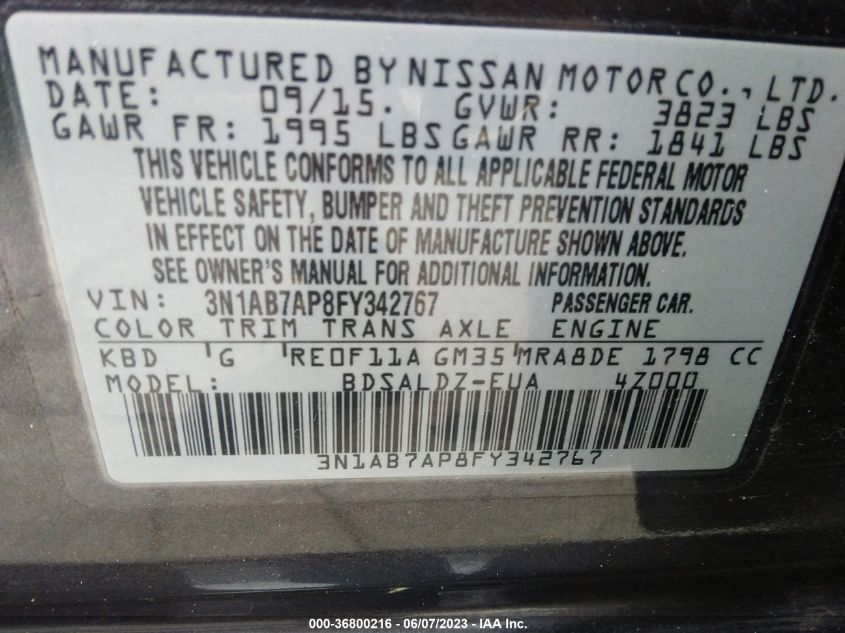 MANUFACTURED BY NISSAN MOTOR CO., LTD.
DATE: 09/15. GVWR: 3823 LBS
GAWR FR: 1995 LBS GAWR RR: 1841 LBS
THIS VEHICLE CONFORMS TO ALL APPLICABLE FEDERAL MOTOR
VEHICLE SAFETY, BUMPER AND THEFT PREVENTION STANDARDS
IN EFFECT ON THE DATE OF MANUFACTURE SHOWN ABOVE.
SEE OWNER'S MANUAL FOR ADDITIONAL INFORMATION.
VIN: 3N1AB7AP8FY342767 PASSENGER CAR.
COLOR TRIM TRANS AXLE ENGINE
KBD G RE0F11A GM35 MRA8DE 1798 CC
MODEL: BDSALDZ-EUA 4Z000
3N1AB7AP8FY342767
000-36800216 - 06/07/2023 - IAA Inc.